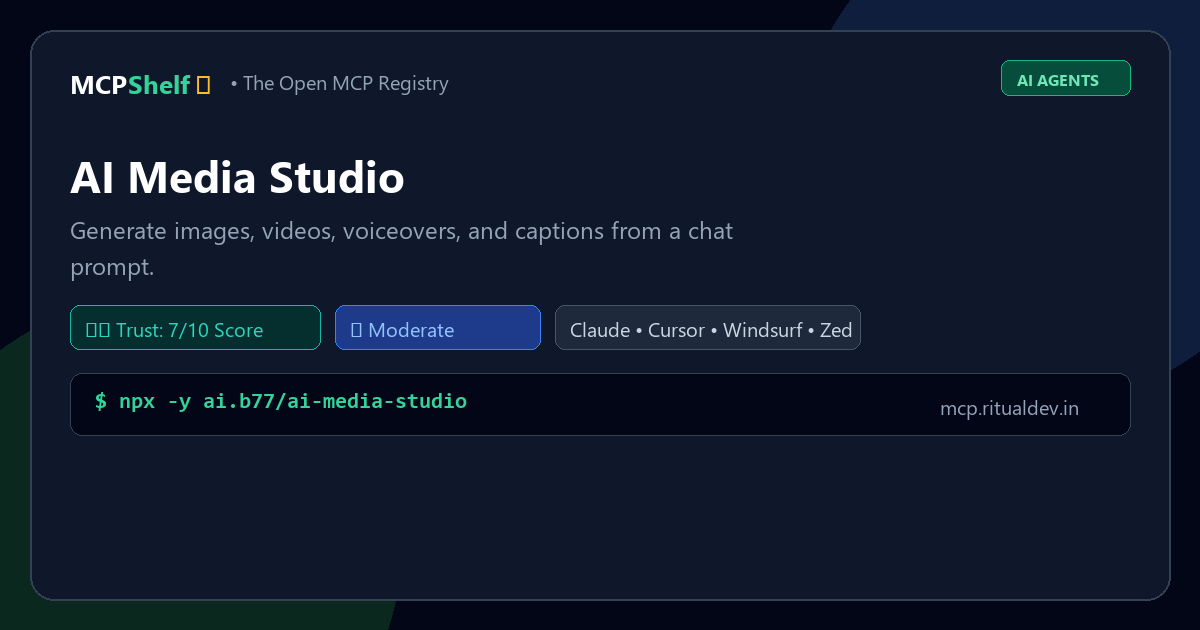 MCPShelf • The Open MCP Registry
AI AGENTS
AI Media Studio
Generate images, videos, voiceovers, and captions from a chat
prompt.
Trust: 7/10 Score
Moderate
Claude • Cursor • Windsurf • Zed
$ npx -y ai.b77/ai-media-studio
mcp.ritualdev.in